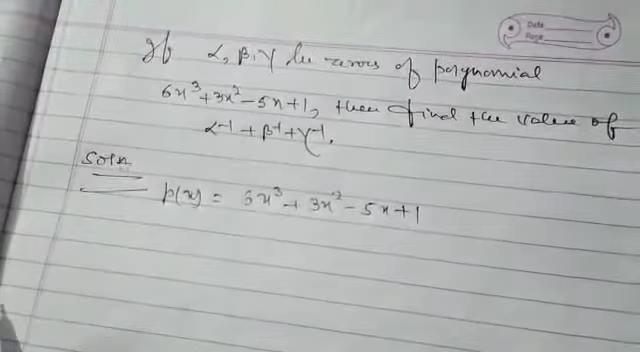 Date
Page
If α, β, γ be zeroes of polynomial
6x³+3x²-5x+1, then find the value of
α⁻¹+β⁻¹+γ⁻¹.
Soln
p(x) = 6x³+3x²-5x+1